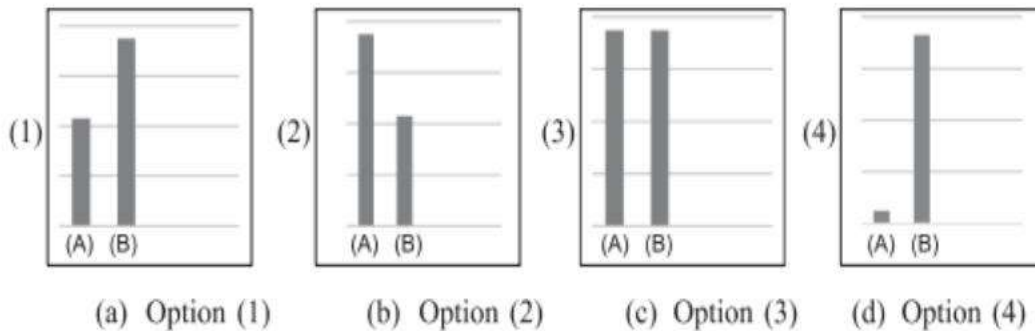 (1) (2) (3) (4)
(A) (B) (A) (B) (A) (B) (A) (B)
(a) Option (1) (b) Option (2) (c) Option (3) (d) Option (4)